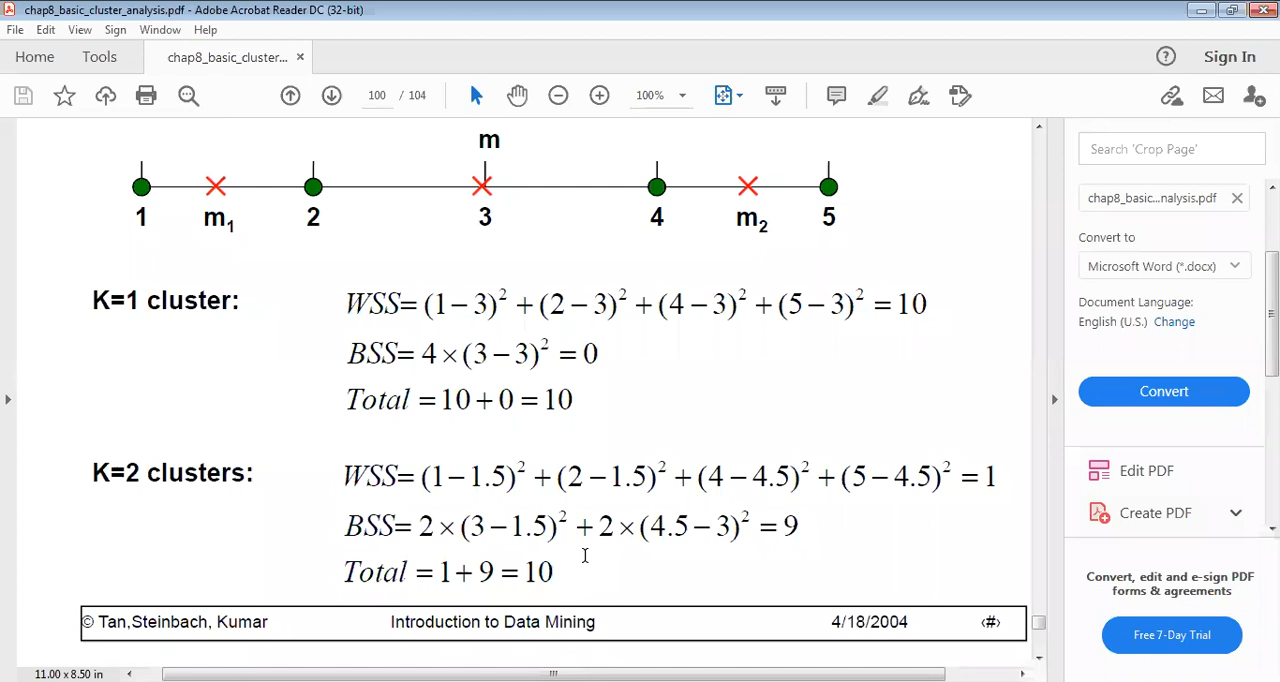 chap8_basic_cluster_analysis.pdf - Adobe Acrobat Reader DC (32-bit)
File Edit View Sign Window Help
Home Tools chap8_basic_cluster... × ? Sign In
100 / 104 100%
m
1 m1 2 3 4 m2 5
K=1 cluster: WSS= (1−3)² + (2−3)² + (4−3)² + (5−3)² = 10
BSS= 4×(3−3)² = 0
Total = 10+0 = 10
K=2 clusters: WSS= (1−1.5)² + (2−1.5)² + (4−4.5)² + (5−4.5)² = 1
BSS= 2×(3−1.5)² + 2×(4.5−3)² = 9
Total = 1+9 = 10
© Tan,Steinbach, Kumar Introduction to Data Mining 4/18/2004 ‹#›
11.00 x 8.50 in
Search 'Crop Page'
chap8_basic...nalysis.pdf
Convert to
Microsoft Word (*.docx)
Document Language:
English (U.S.) Change
Convert
Edit PDF
Create PDF
Convert, edit and e-sign PDF
forms & agreements
Free 7-Day Trial